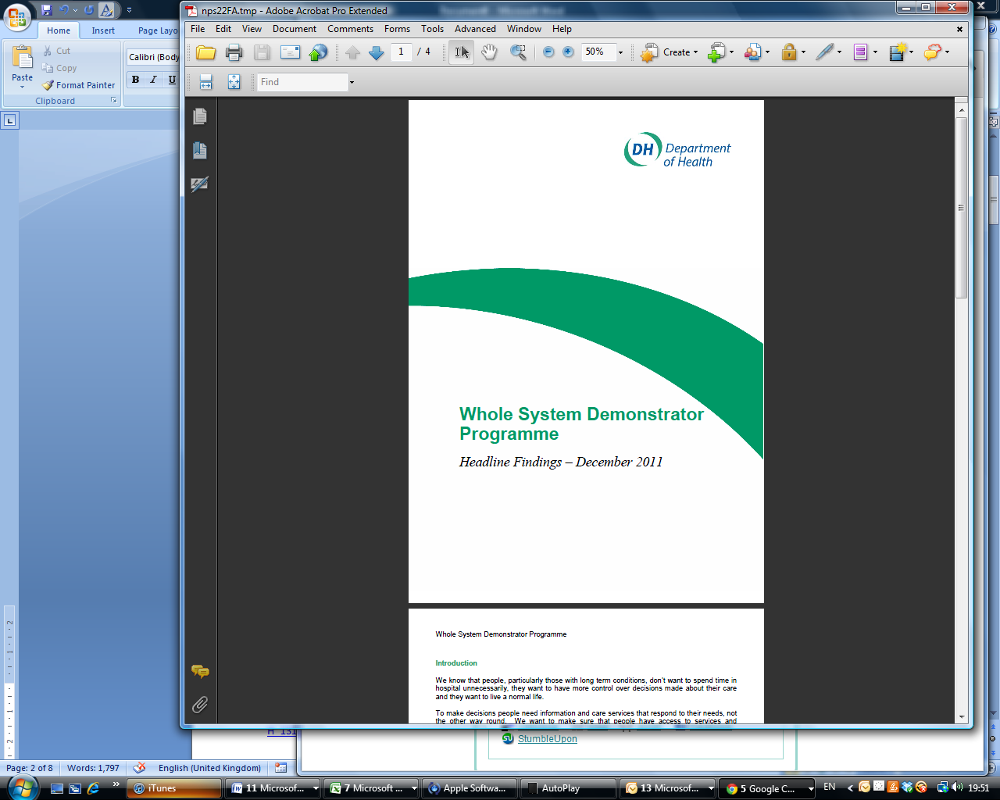 nps22FA.tmp - Adobe Acrobat Pro Extended
Home Insert Page Layo
File Edit View Document Comments Forms Tools Advanced Window Help
Cut
Copy
Format Painter
Paste
Clipboard
Calibri (Body
B I U
1 / 4
50%
Create
Find
DH Department
of Health
Whole System Demonstrator
Programme
Headline Findings – December 2011
Whole System Demonstrator Programme
Introduction
We know that people, particularly those with long term conditions, don't want to spend time in
hospital unnecessarily, they want to have more control over decisions made about their care
and they want to live a normal life.
To make decisions people need information and care services that respond to their needs, not
the other way round. We want to make sure that people have access to services and
StumbleUpon
Page: 2 of 8 Words: 1,797 English (United Kingdom)
iTunes 11 Microsof... 7 Microsoft ... Apple Softwa... AutoPlay 13 Microsof... 5 Google C... EN 19:51